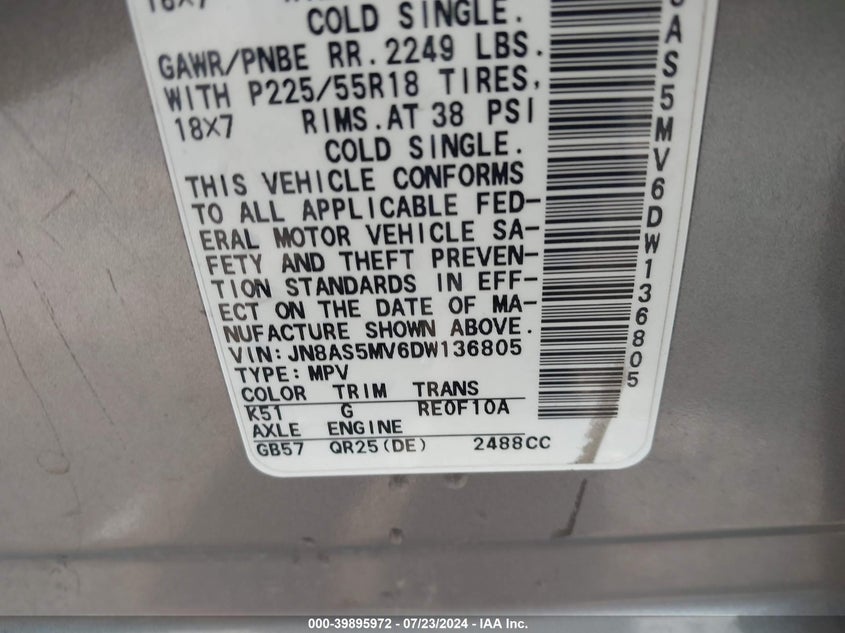 18X7
COLD SINGLE.
GAWR/PNBE RR. 2249 LBS.
WITH P225/55R18 TIRES,
18X7 RIMS. AT 38 PSI
COLD SINGLE.
THIS VEHICLE CONFORMS
TO ALL APPLICABLE FED-
ERAL MOTOR VEHICLE SA-
FETY AND THEFT PREVEN-
TION STANDARDS IN EFF-
ECT ON THE DATE OF MA-
NUFACTURE SHOWN ABOVE.
VIN: JN8AS5MV6DW136805
TYPE: MPV
COLOR TRIM TRANS
K51 G RE0F10A
AXLE ENGINE
GB57 QR25(DE) 2488CC
AS5MV6DW136805
000-39895972 / 07/23/2024 - IAA Inc.